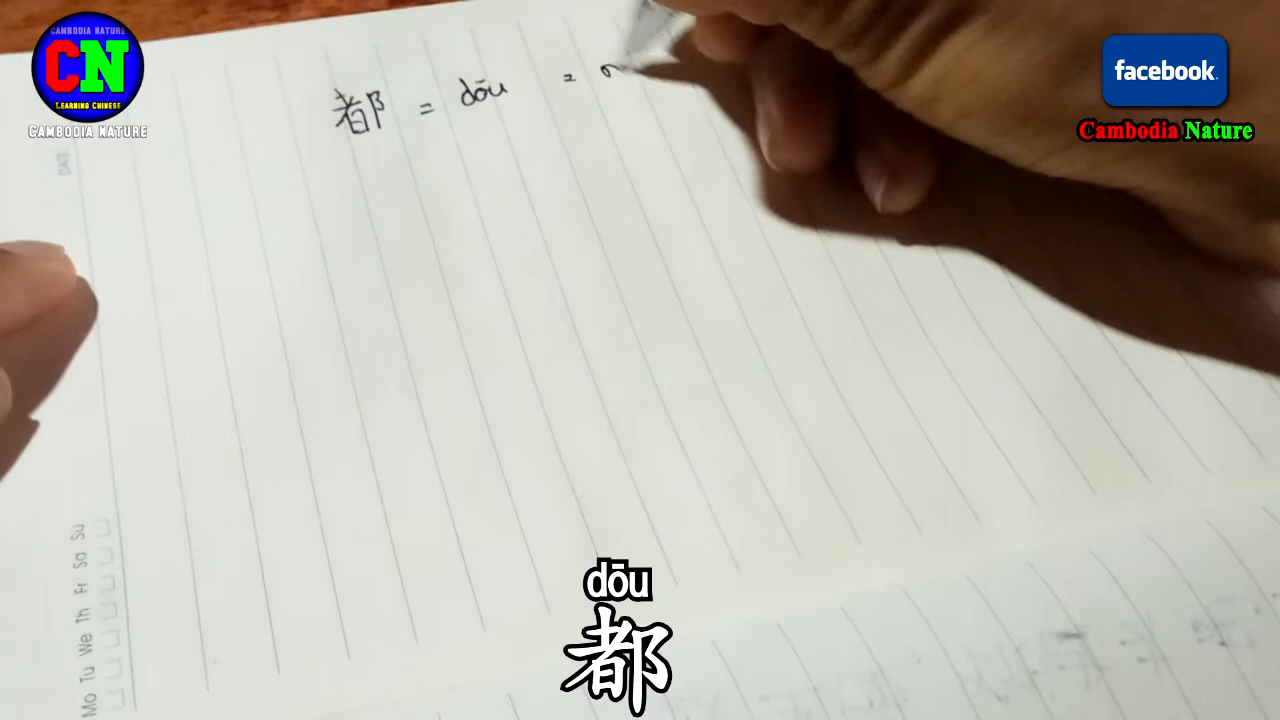 CAMBODIA NATURE
CN
LEARNING CHINESE
CAMBODIA NATURE
facebook
Cambodia Nature
都 = dōu =
DATE
Mo Tu We Th Fr Sa Su
dōu
都